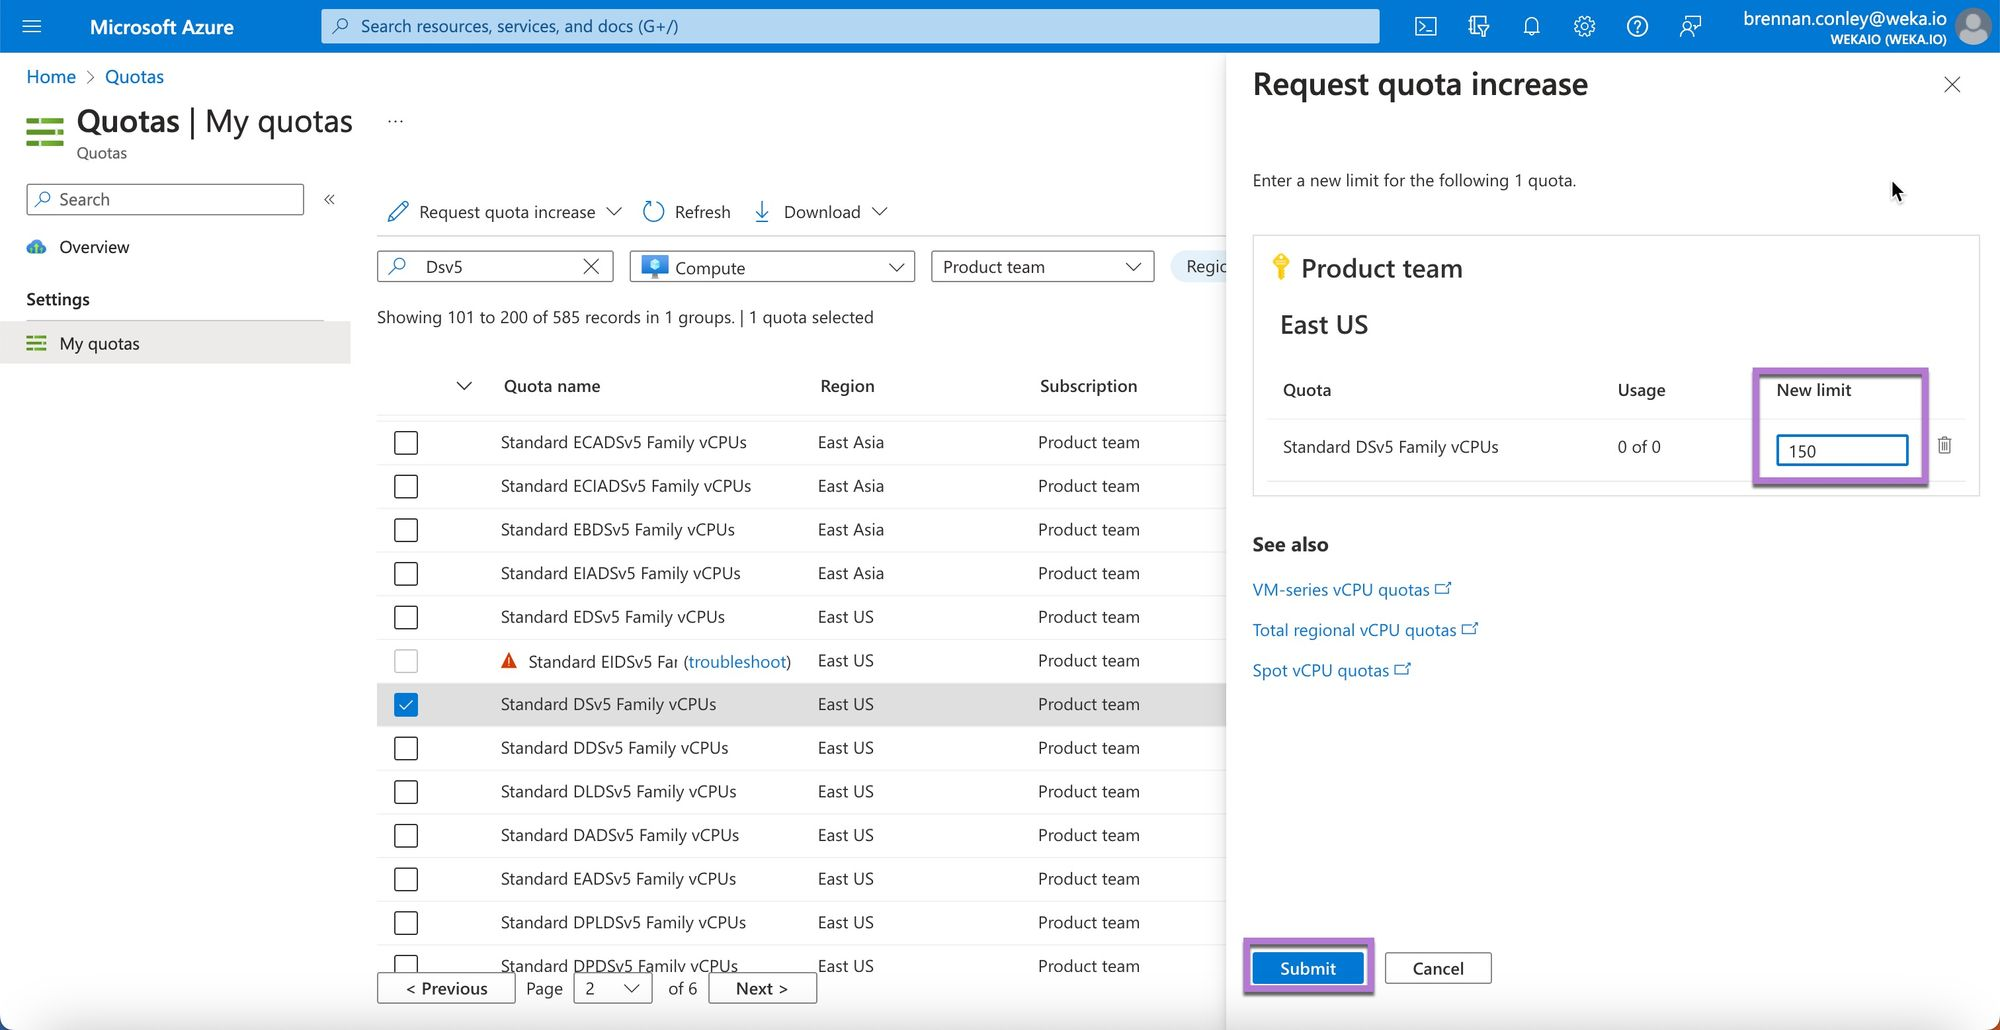 Microsoft Azure
Search resources, services, and docs (G+/)
brennan.conley@weka.io
WEKAIO (WEKA.IO)
Home > Quotas
Quotas | My quotas ...
Quotas
Search «
Overview
Settings
My quotas
Request quota increase Refresh Download
Dsv5 Compute Product team Regio
Showing 101 to 200 of 585 records in 1 groups. | 1 quota selected
Quota name Region Subscription
Standard ECADSv5 Family vCPUs East Asia Product team
Standard ECIADSv5 Family vCPUs East Asia Product team
Standard EBDSv5 Family vCPUs East Asia Product team
Standard EIADSv5 Family vCPUs East Asia Product team
Standard EDSv5 Family vCPUs East US Product team
Standard EIDSv5 Far (troubleshoot) East US Product team
Standard DSv5 Family vCPUs East US Product team
Standard DDSv5 Family vCPUs East US Product team
Standard DLDSv5 Family vCPUs East US Product team
Standard DADSv5 Family vCPUs East US Product team
Standard EADSv5 Family vCPUs East US Product team
Standard DPLDSv5 Family vCPUs East US Product team
Standard DPDSv5 Family vCPUs East US Product team
< Previous Page 2 of 6 Next >
Request quota increase
Enter a new limit for the following 1 quota.
Product team
East US
Quota Usage New limit
Standard DSv5 Family vCPUs 0 of 0 150
See also
VM-series vCPU quotas
Total regional vCPU quotas
Spot vCPU quotas
Submit Cancel